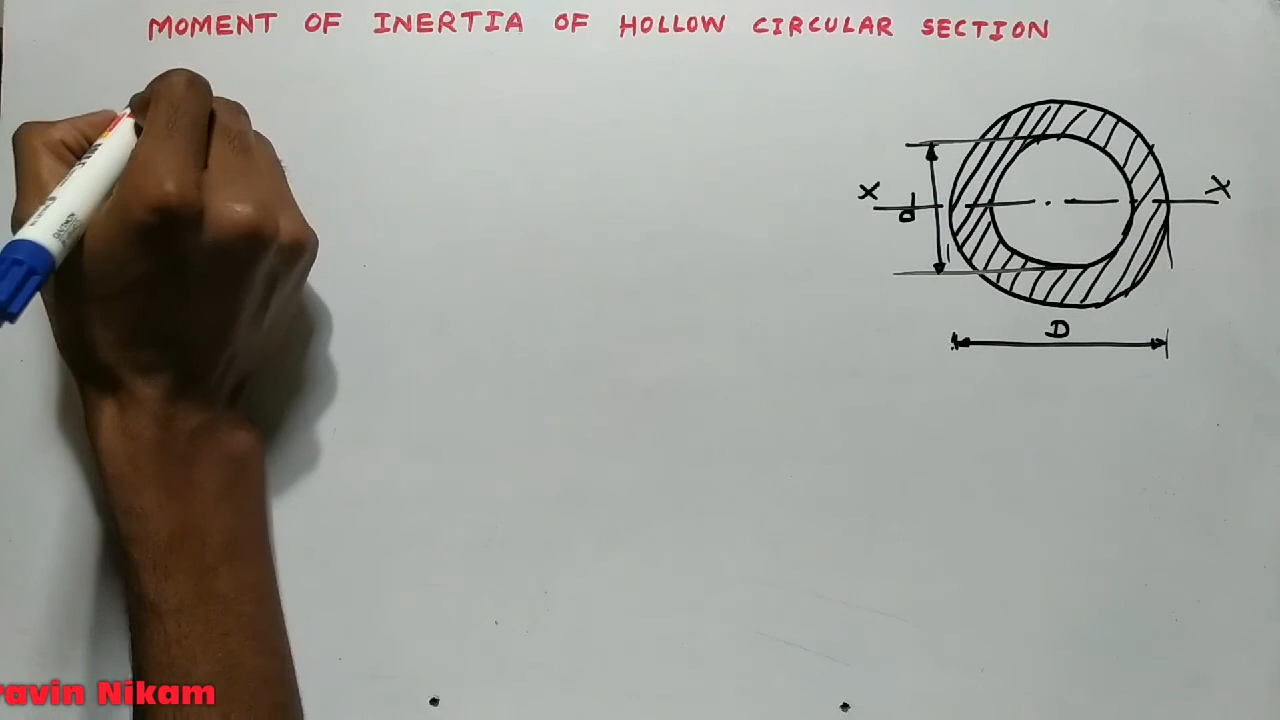 MOMENT OF INERTIA OF HOLLOW CIRCULAR SECTION
X
X
d
D
ravin Nikam